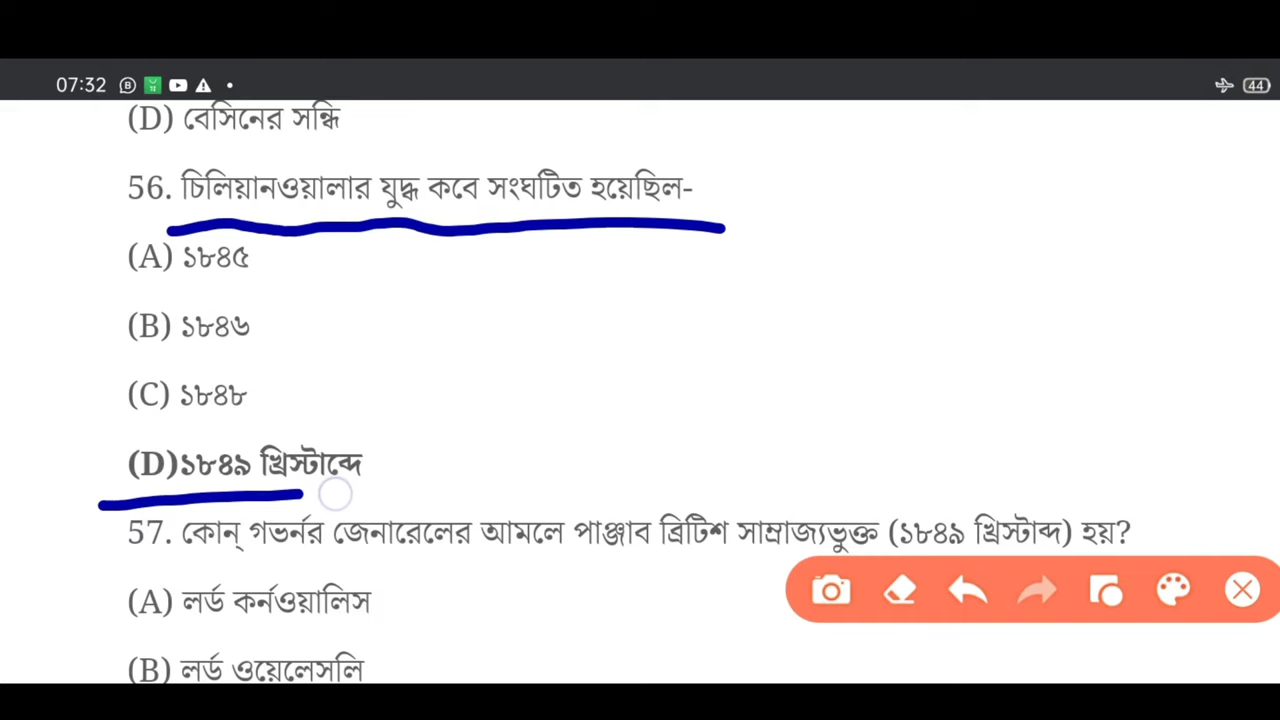 07:32
44
(D) বেসিনের সন্ধি
56. চিলিয়ানওয়ালার যুদ্ধ কবে সংঘটিত হয়েছিল-
(A) ১৮৪৫
(B) ১৮৪৬
(C) ১৮৪৮
(D)১৮৪৯ খ্রিস্টাব্দে
57. কোন্ গভর্নর জেনারেলের আমলে পাঞ্জাব ব্রিটিশ সাম্রাজ্যভুক্ত (১৮৪৯ খ্রিস্টাব্দ) হয়?
(A) লর্ড কর্নওয়ালিস
(B) লর্ড ওয়েলেসলি